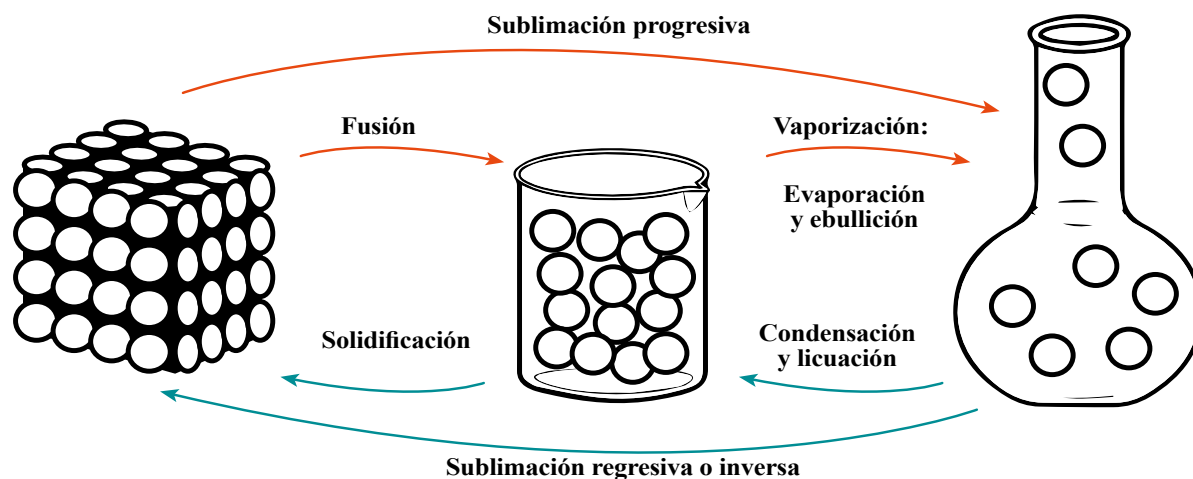 Sublimación progresiva
Fusión
Vaporización:
Evaporación
y ebullición
Solidificación
Condensación
y licuación
Sublimación regresiva o inversa